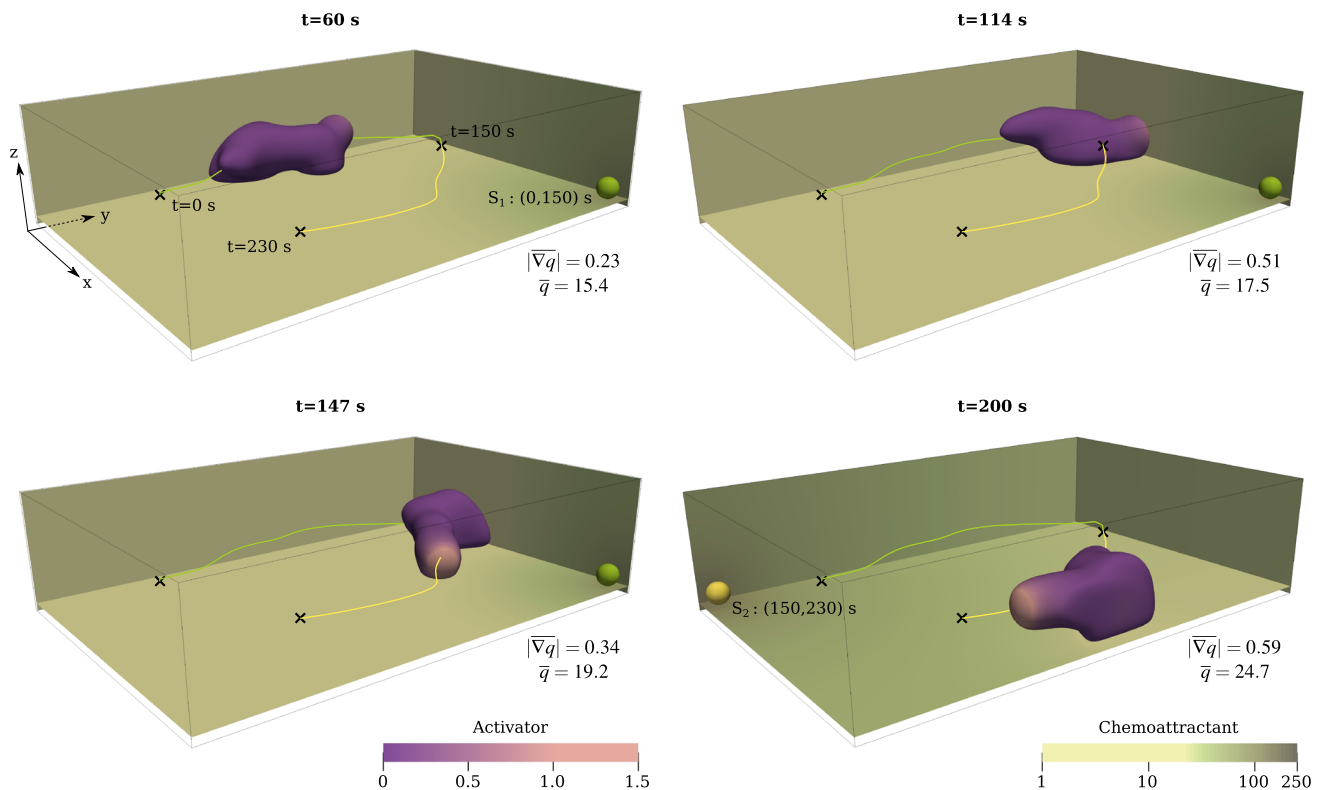 t=60 s
z
y
x
t=0 s
t=150 s
t=230 s
S₁ : (0,150) s
|∇q̅| = 0.23
q̅ = 15.4
t=114 s
|∇q̅| = 0.51
q̅ = 17.5
t=147 s
|∇q̅| = 0.34
q̅ = 19.2
t=200 s
S₂ : (150,230) s
|∇q̅| = 0.59
q̅ = 24.7
Activator
0 0.5 1.0 1.5
Chemoattractant
1 10 100 250